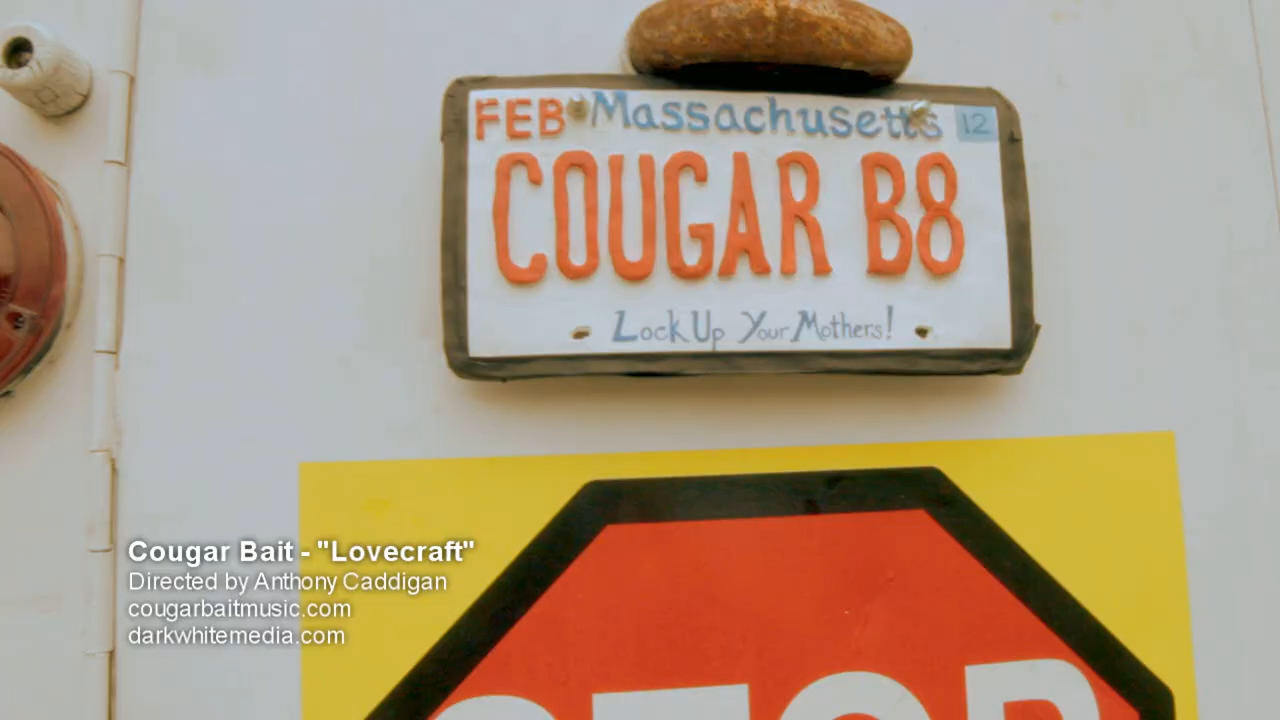 FEB Massachusetts 12
COUGAR B8
Lock Up Your Mothers!
Cougar Bait - "Lovecraft"
Directed by Anthony Caddigan
cougarbaitmusic.com
darkwhitemedia.com
STOP